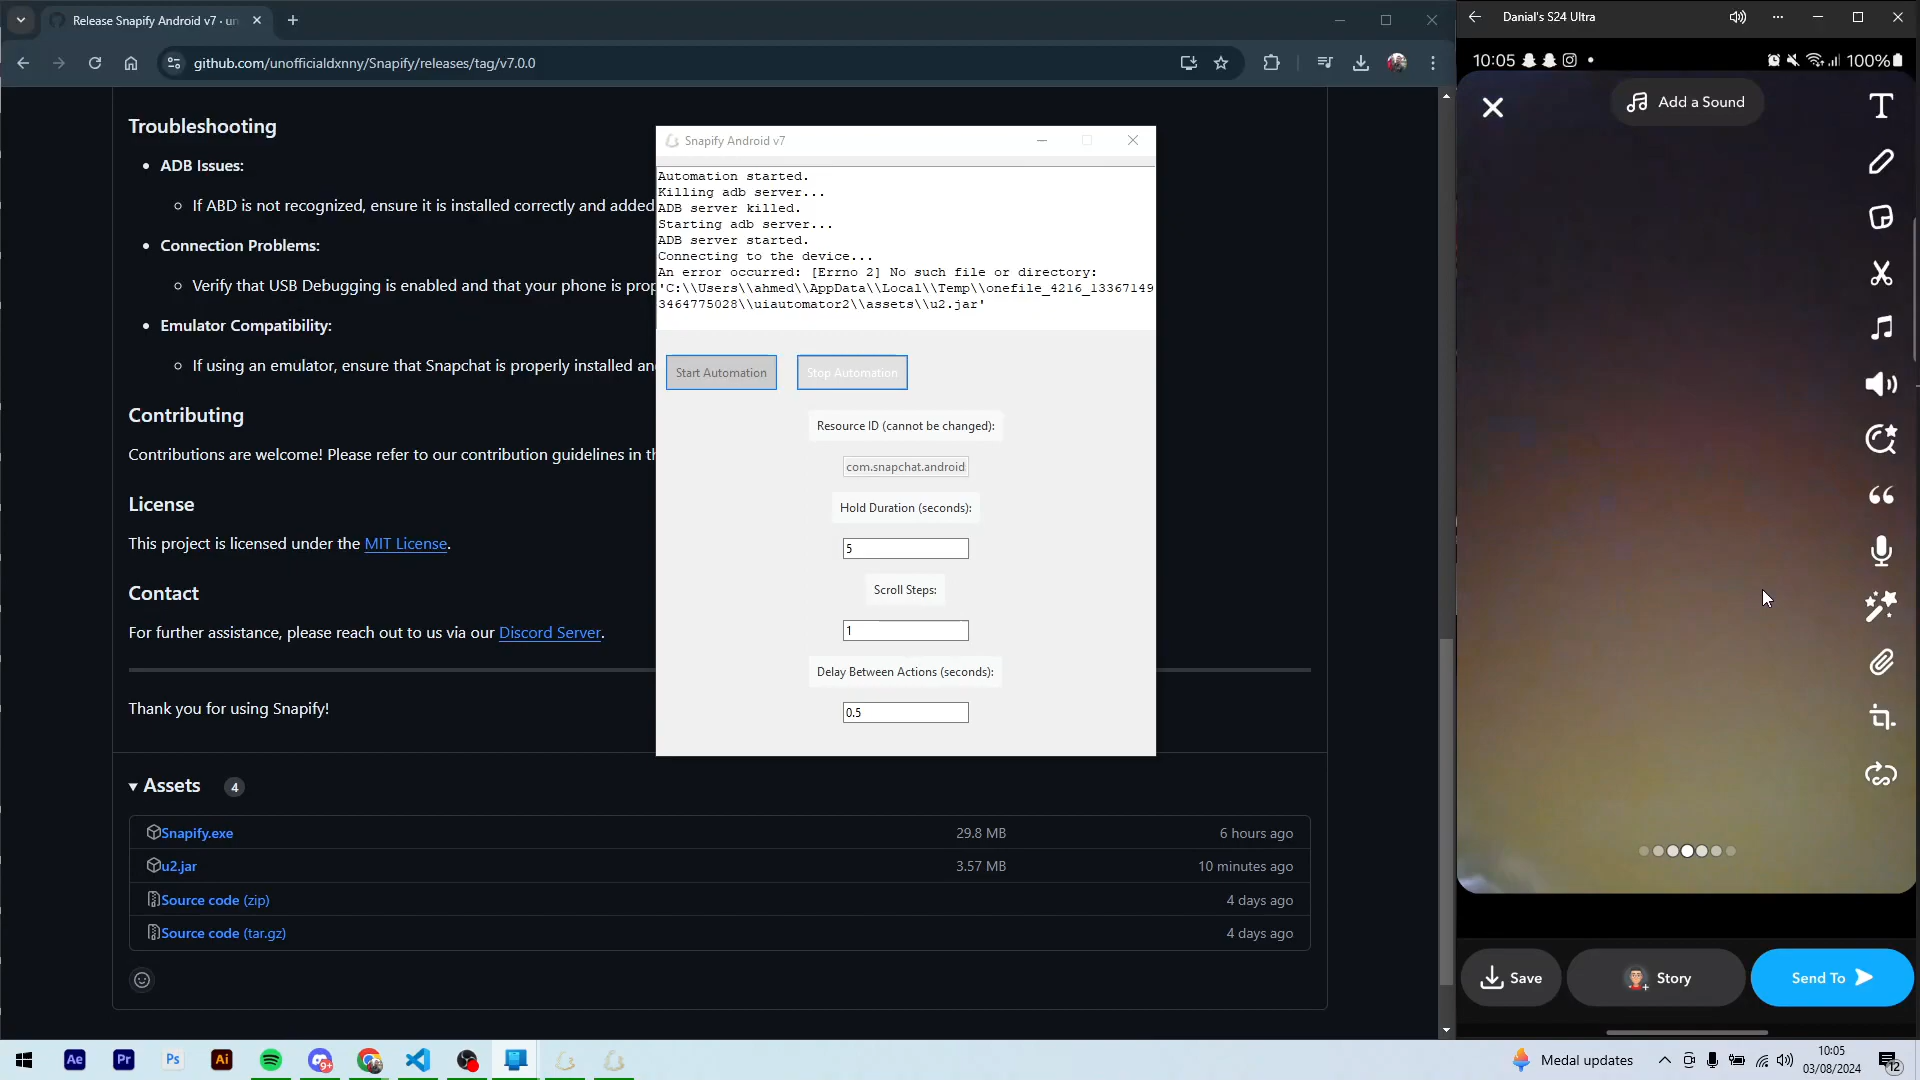 Release Snapify Android v7 · un
github.com/unofficialdxnny/Snapify/releases/tag/v7.0.0
Troubleshooting
ADB Issues:
If ABD is not recognized, ensure it is installed correctly and added
Connection Problems:
Verify that USB Debugging is enabled and that your phone is prop
Emulator Compatibility:
If using an emulator, ensure that Snapchat is properly installed an
Contributing
Contributions are welcome! Please refer to our contribution guidelines in th
License
This project is licensed under the MIT License.
Contact
For further assistance, please reach out to us via our Discord Server.
Thank you for using Snapify!
Assets 4
Snapify.exe 29.8 MB 6 hours ago
u2.jar 3.57 MB 10 minutes ago
Source code (zip) 4 days ago
Source code (tar.gz) 4 days ago
Snapify Android v7
Automation started.
Killing adb server...
ADB server killed.
Starting adb server...
ADB server started.
Connecting to the device...
An error occurred: [Errno 2] No such file or directory:
'C:\\Users\\ahmed\\AppData\\Local\\Temp\\onefile_4216_13367149
3464775028\\uiautomator2\\assets\\u2.jar'
Start Automation Stop Automation
Resource ID (cannot be changed):
com.snapchat.android
Hold Duration (seconds):
5
Scroll Steps:
1
Delay Between Actions (seconds):
0.5
Danial's S24 Ultra
10:05 100%
Add a Sound
T
Save Story Send To
Ae Pr Ps Ai 9+
Medal updates
10:05
03/08/2024
12